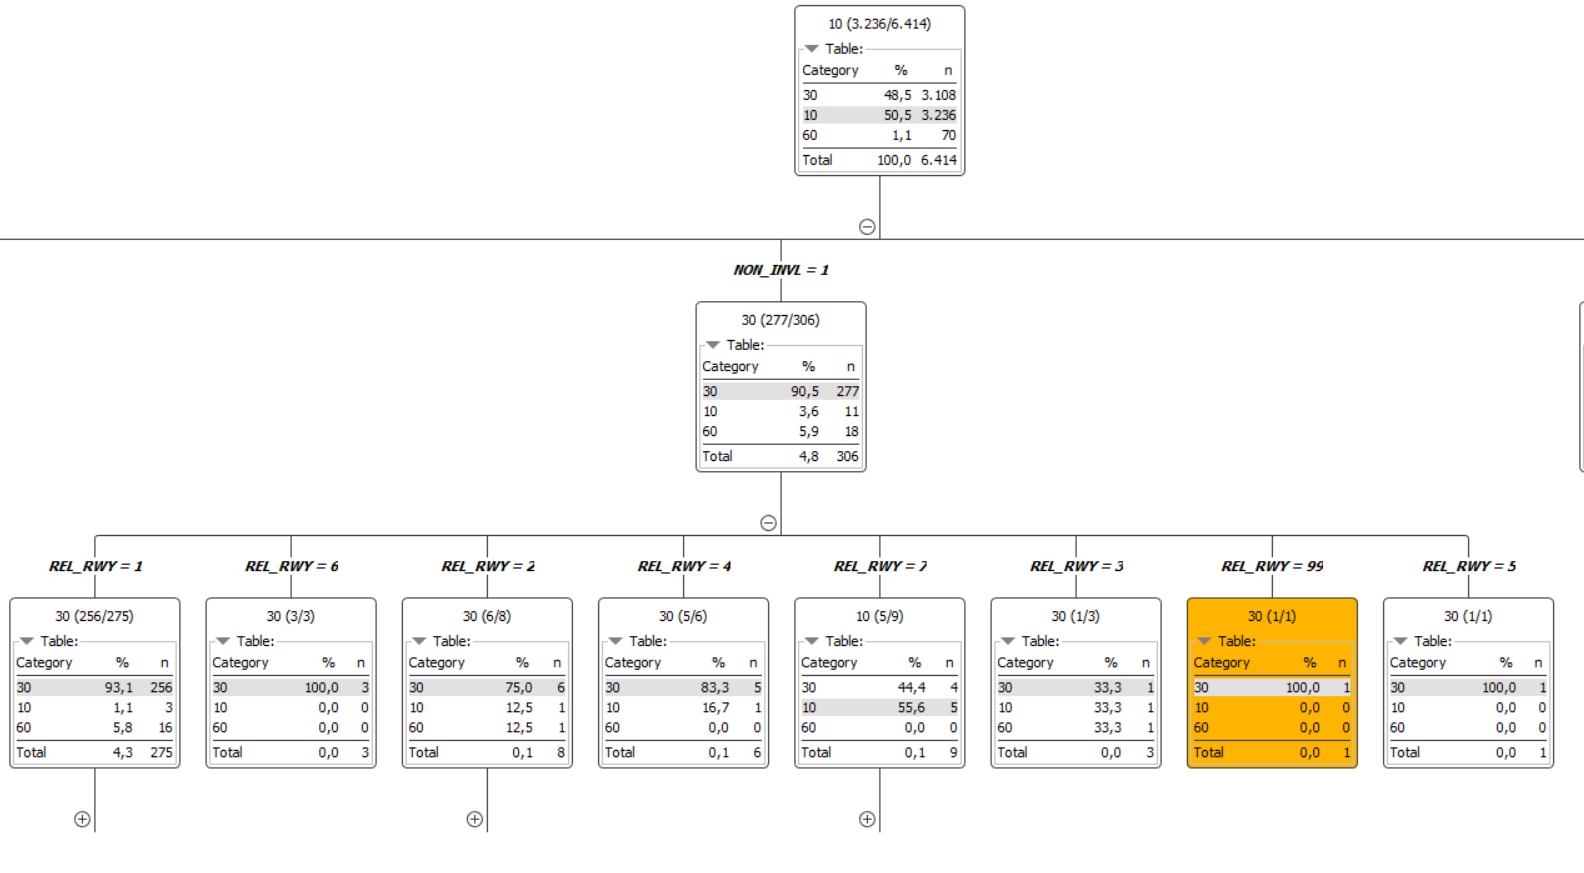 10 (3.236/6.414)
Table:
Category % n
30 48,5 3.108
10 50,5 3.236
60 1,1 70
Total 100,0 6.414
NON_INVL = 1
30 (277/306)
Table:
Category % n
30 90,5 277
10 3,6 11
60 5,9 18
Total 4,8 306
REL_RWY = 1
30 (256/275)
Table:
Category % n
30 93,1 256
10 1,1 3
60 5,8 16
Total 4,3 275
REL_RWY = 6
30 (3/3)
Table:
Category % n
30 100,0 3
10 0,0 0
60 0,0 0
Total 0,0 3
REL_RWY = 2
30 (6/8)
Table:
Category % n
30 75,0 6
10 12,5 1
60 12,5 1
Total 0,1 8
REL_RWY = 4
30 (5/6)
Table:
Category % n
30 83,3 5
10 16,7 1
60 0,0 0
Total 0,1 6
REL_RWY = 7
10 (5/9)
Table:
Category % n
30 44,4 4
10 55,6 5
60 0,0 0
Total 0,1 9
REL_RWY = 3
30 (1/3)
Table:
Category % n
30 33,3 1
10 33,3 1
60 33,3 1
Total 0,0 3
REL_RWY = 99
30 (1/1)
Table:
Category % n
30 100,0 1
10 0,0 0
60 0,0 0
Total 0,0 1
REL_RWY = 5
30 (1/1)
Table:
Category % n
30 100,0 1
10 0,0 0
60 0,0 0
Total 0,0 1